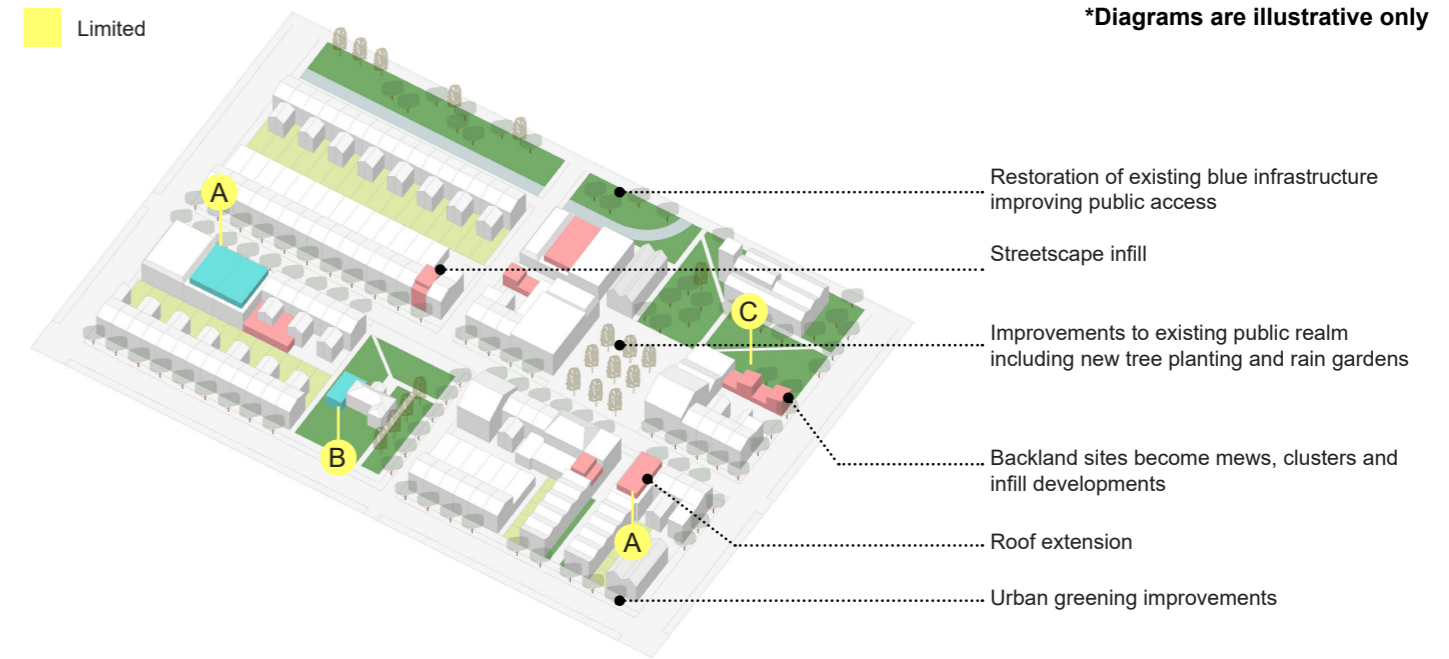 Limited
*Diagrams are illustrative only
A
Restoration of existing blue infrastructure
improving public access
Streetscape infill
C
Improvements to existing public realm
including new tree planting and rain gardens
B
Backland sites become mews, clusters and
infill developments
A
Roof extension
Urban greening improvements